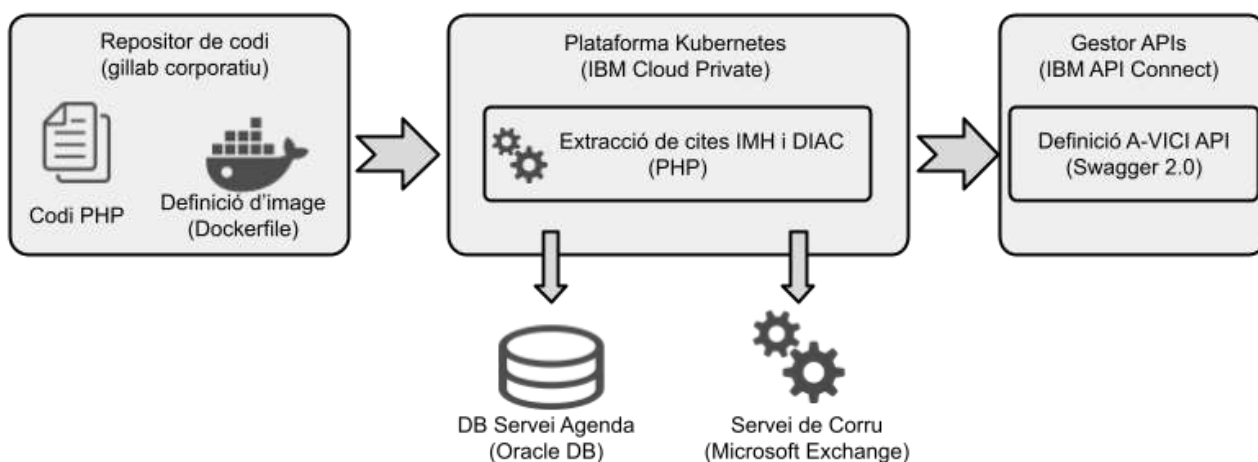 Repositor de codi
(gillab corporatiu)
Codi PHP
Definició d'image
(Dockerfile)
Plataforma Kubernetes
(IBM Cloud Private)
Extracció de cites IMH i DIAC
(PHP)
Gestor APIs
(IBM API Connect)
Definició A-VICI API
(Swagger 2.0)
DB Servei Agenda
(Oracle DB)
Servei de Corru
(Microsoft Exchange)